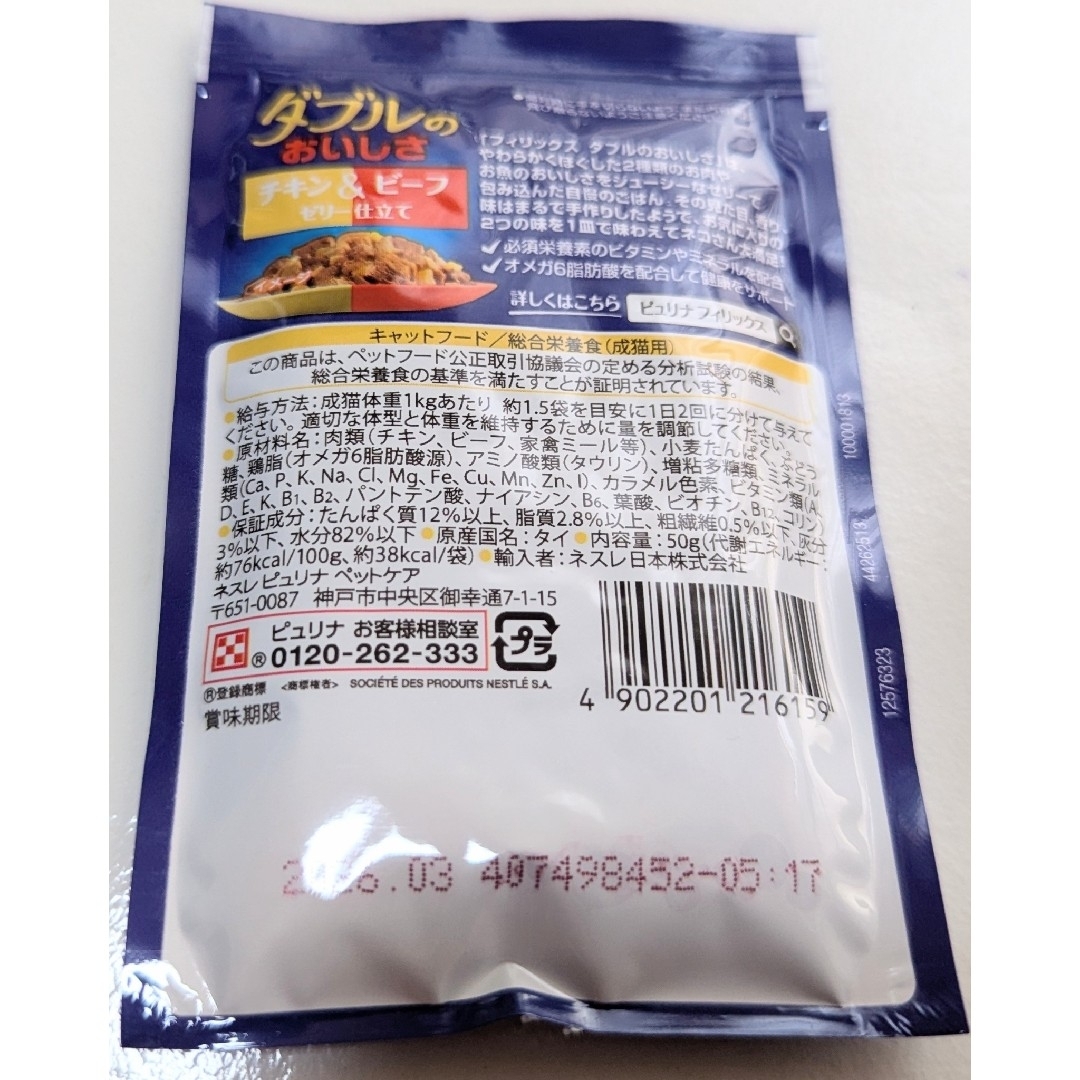 ダブルの
おいしさ
チキン&ビーフ
ゼリー仕立て
「フィリックス ダブルのおいしさ」は
やわらかくほぐした2種類のお肉や
お魚のおいしさをジューシーなゼリーで
包み込んだ自慢のごはん。その見た目、香り、
味はまるで手作りしたようで、お気に入りの
2つの味を1皿で味わえてネコさん大満足!
✓必須栄養素のビタミンやミネラルを配合
✓オメガ6脂肪酸を配合して健康をサポート
詳しくはこちら ピュリナ フィリックス
キャットフード/総合栄養食(成猫用)
この商品は、ペットフード公正取引協議会の定める分析試験の結果、
総合栄養食の基準を満たすことが証明されています。
●給与方法:成猫体重1kgあたり 約1.5袋を目安に1日2回に分けて与えて
ください。適切な体型と体重を維持するために量を調節してください。
●原材料名:肉類(チキン、ビーフ、家禽ミール等)、小麦たんぱく、ぶどう
糖、鶏脂(オメガ6脂肪酸源)、アミノ酸類(タウリン)、増粘多糖類、ミネラル
類(Ca, P, K, Na, Cl, Mg, Fe, Cu, Mn, Zn, I)、カラメル色素、ビタミン類(A,
D, E, K, B1, B2, パントテン酸、ナイアシン、B6, 葉酸、ビオチン、B12, コリン)
●保証成分:たんぱく質12%以上、脂質2.8%以上、粗繊維0.5%以下、灰分
3%以下、水分82%以下●原産国名:タイ●内容量:50g(代謝エネルギー:
約76kcal/100g、約38kcal/袋)●輸入者:ネスレ日本株式会社
ネスレ ピュリナ ペットケア
〒651-0087 神戸市中央区御幸通7-1-15
ピュリナ お客様相談室
® 0120-262-333
プラ
®登録商標 <商標権者> SOCIÉTÉ DES PRODUITS NESTLÉ S.A.
賞味期限
4 902201 216159
100001813
44262513
12576323
.03 407498452-05:17